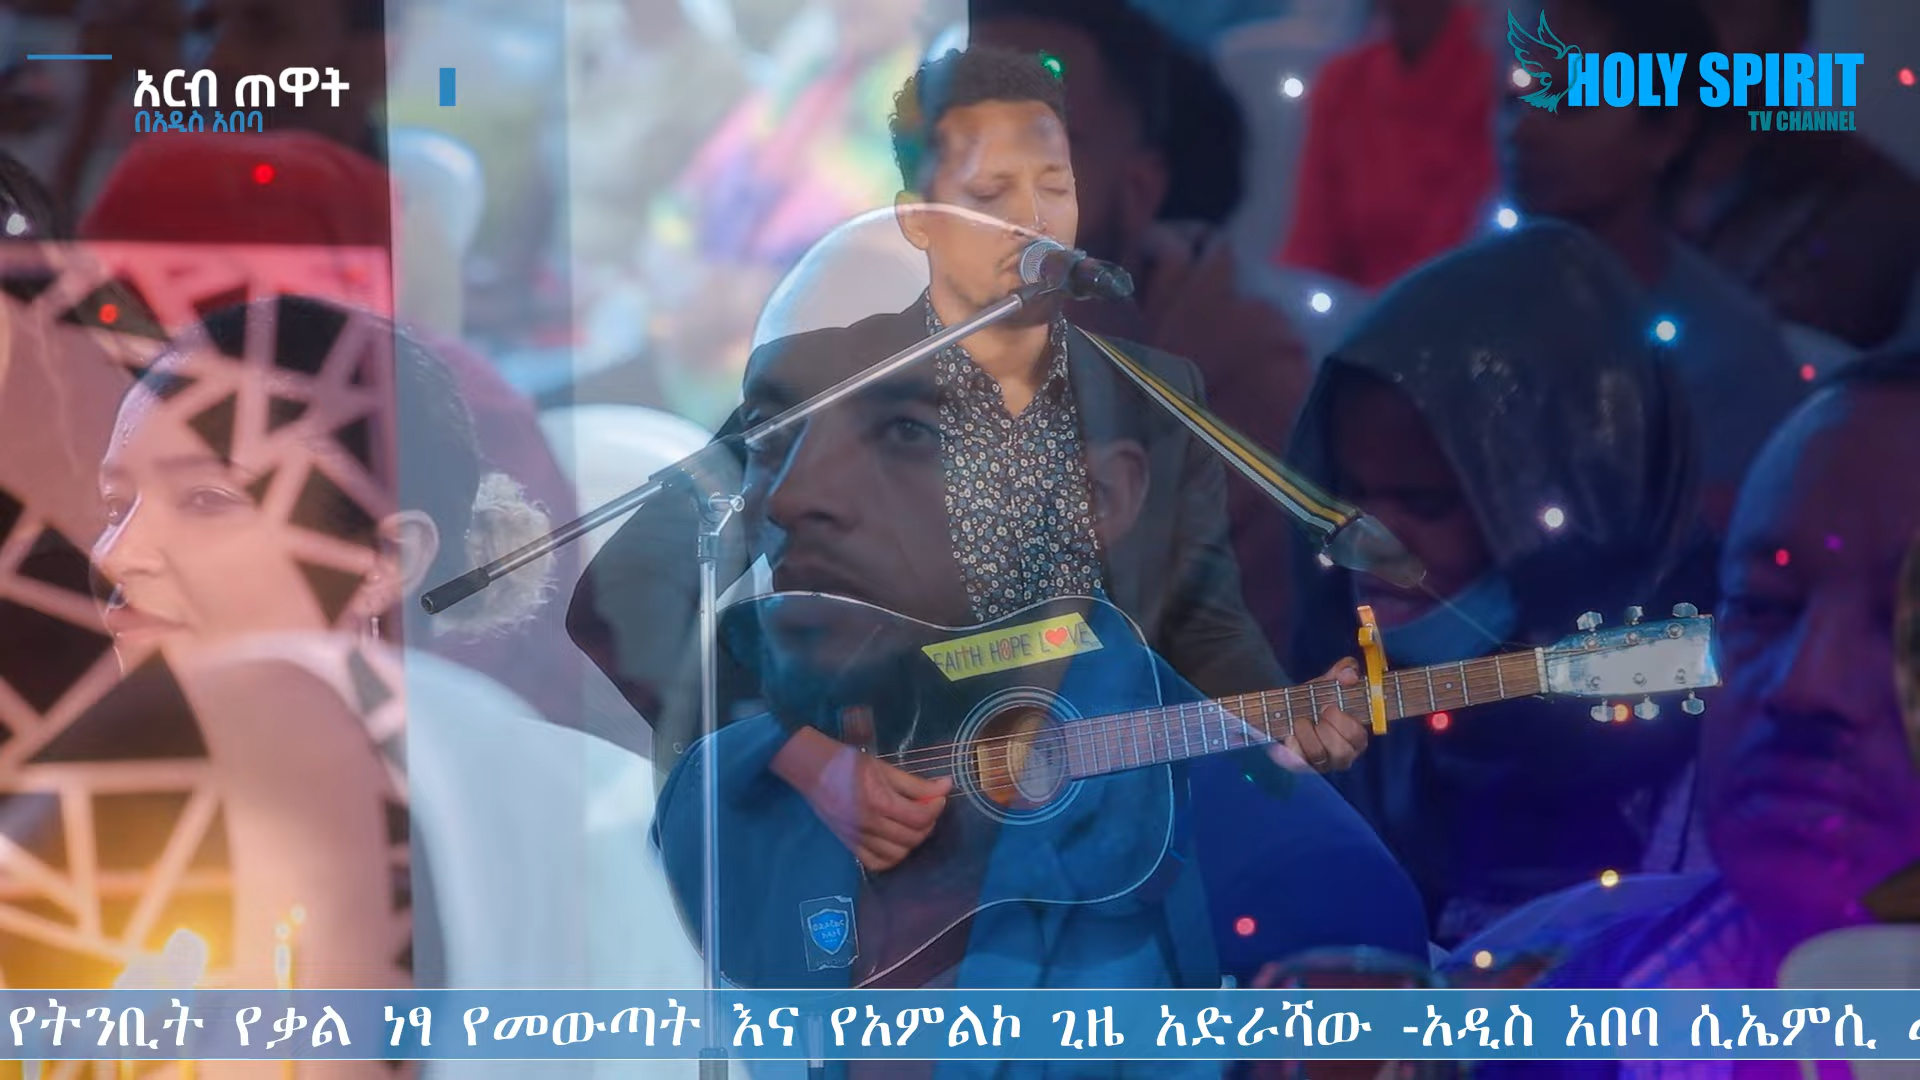 አርብ ጠዋት
በአዲስ አበባ
HOLY SPIRIT
TV CHANNEL
FAITH HOPE L❤VE
የትንቢት የቃል ነፃ የመውጣት እና የአምልኮ ጊዜ አድራሻው -አዲስ አበባ ሲኤምሲ